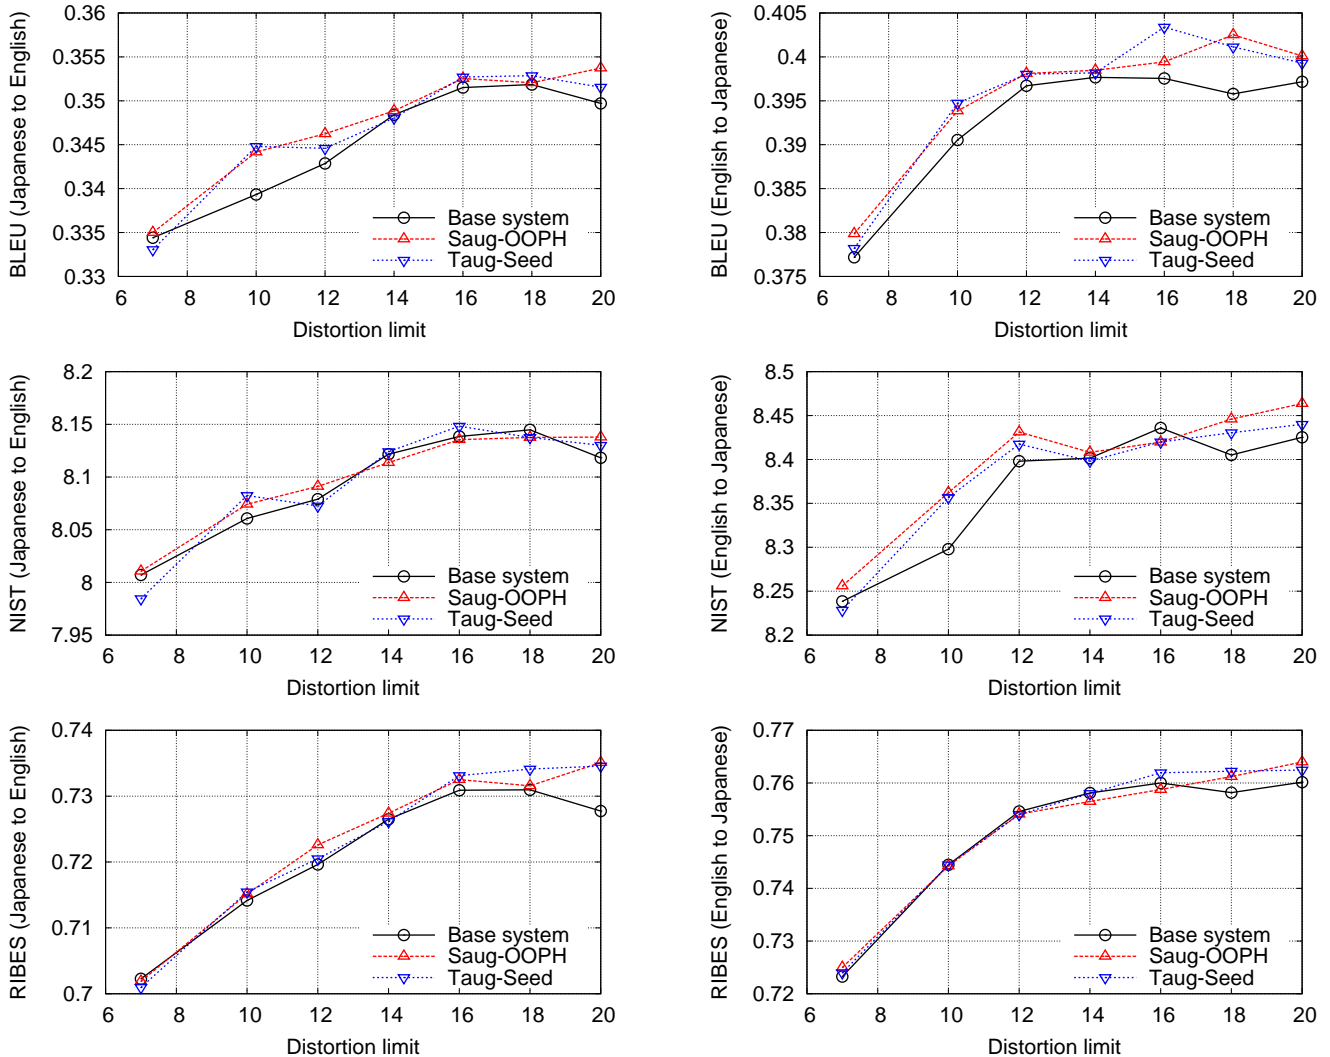 BLEU (Japanese to English)
0.36
0.355
0.35
0.345
0.34
0.335
0.33
Base system
Saug-OOPH
Taug-Seed
6 8 10 12 14 16 18 20
Distortion limit
BLEU (English to Japanese)
0.405
0.4
0.395
0.39
0.385
0.38
0.375
Base system
Saug-OOPH
Taug-Seed
6 8 10 12 14 16 18 20
Distortion limit
NIST (Japanese to English)
8.2
8.15
8.1
8.05
8
7.95
Base system
Saug-OOPH
Taug-Seed
6 8 10 12 14 16 18 20
Distortion limit
NIST (English to Japanese)
8.5
8.45
8.4
8.35
8.3
8.25
8.2
Base system
Saug-OOPH
Taug-Seed
6 8 10 12 14 16 18 20
Distortion limit
RIBES (Japanese to English)
0.74
0.73
0.72
0.71
0.7
Base system
Saug-OOPH
Taug-Seed
6 8 10 12 14 16 18 20
Distortion limit
RIBES (English to Japanese)
0.77
0.76
0.75
0.74
0.73
0.72
Base system
Saug-OOPH
Taug-Seed
6 8 10 12 14 16 18 20
Distortion limit